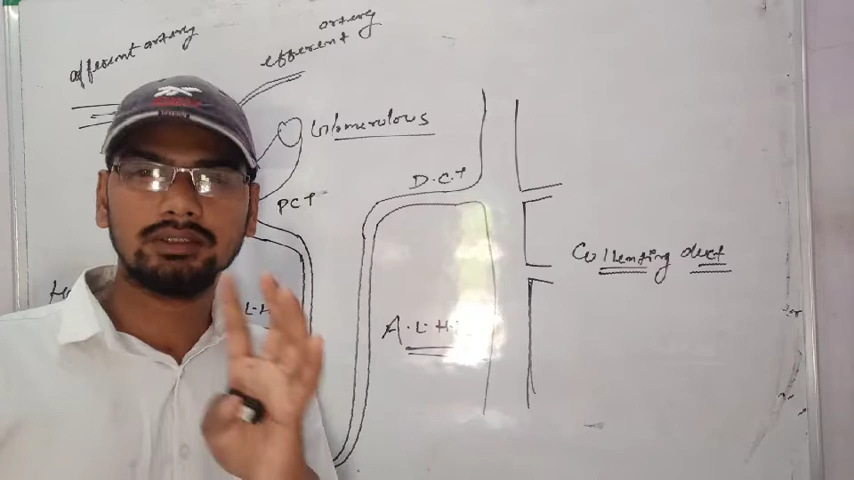 afferent artery
artery
efferent
Glomerulous
PCT
D.C.T
Collecting duct
L-H
A.L.H.L